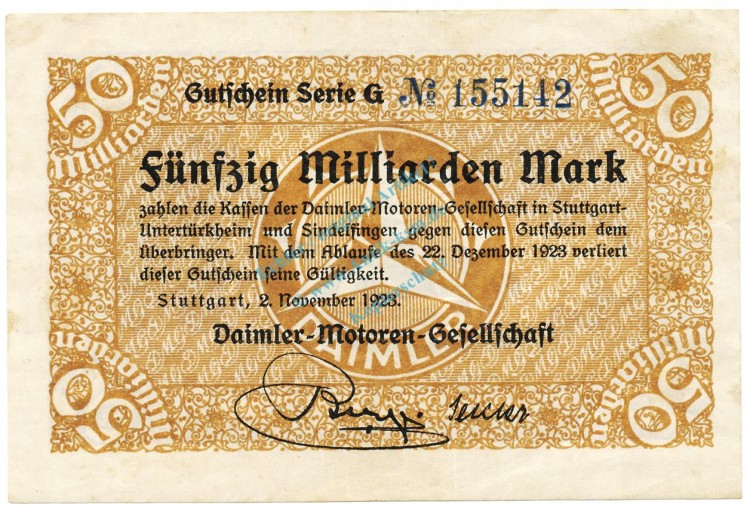 50 Milliarden
50 Milliarden
Gutschein Serie G № 155142
Fünfzig Milliarden Mark
zahlen die Kassen der Daimler-Motoren-Gesellschaft in Stuttgart-
Untertürkheim und Sindelfingen gegen diesen Gutschein dem
Überbringer. Mit dem Ablaufe des 22. Dezember 1923 verliert
dieser Gutschein seine Gültigkeit.
Stuttgart, 2. November 1923.
Daimler-Motoren-Gesellschaft
DAIMLER
50 Milliarden
50 Milliarden